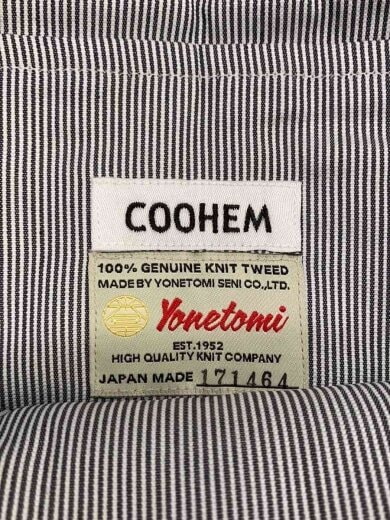 COOHEM
100% GENUINE KNIT TWEED
MADE BY YONETOMI SENI CO.,LTD.
Yonetomi
EST.1952
HIGH QUALITY KNIT COMPANY
JAPAN MADE 171464